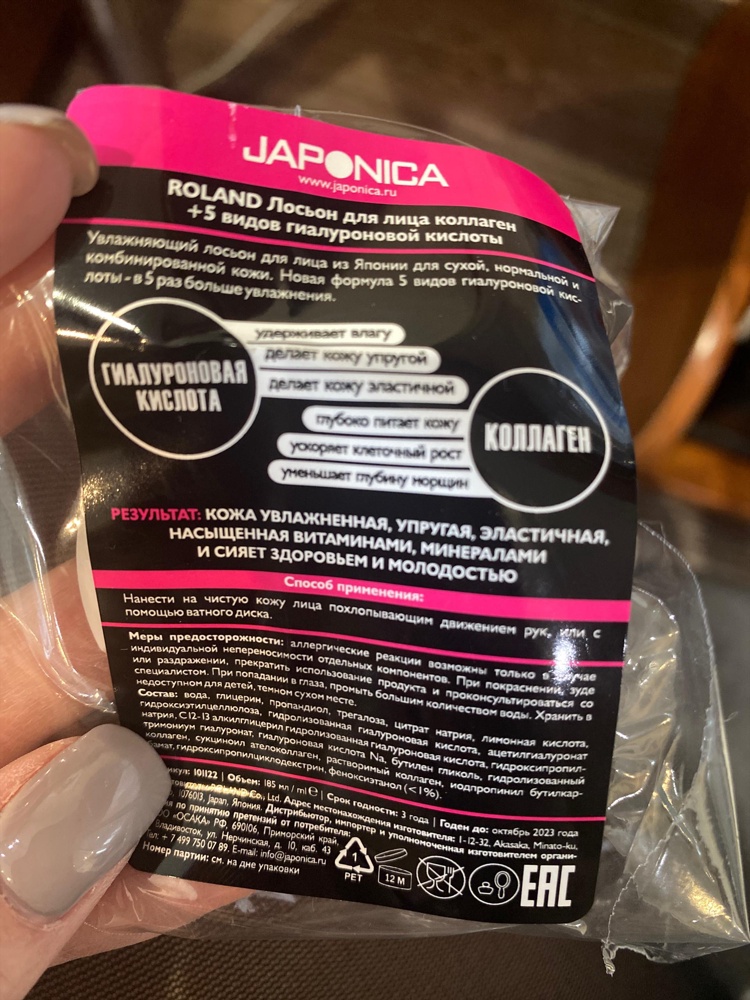 JAPONICA
www.japonica.ru
ROLAND Лосьон для лица коллаген
+5 видов гиалуроновой кислоты
Увлажняющий лосьон для лица из Японии для сухой, нормальной и
комбинированной кожи. Новая формула 5 видов гиалуроновой кис-
лоты - в 5 раз больше увлажнения.
ГИАЛУРОНОВАЯ
КИСЛОТА
удерживает влагу
делает кожу упругой
делает кожу эластичной
глубоко питает кожу
ускоряет клеточный рост
уменьшает глубину морщин
КОЛЛАГЕН
РЕЗУЛЬТАТ: КОЖА УВЛАЖНЕННАЯ, УПРУГАЯ, ЭЛАСТИЧНАЯ,
НАСЫЩЕННАЯ ВИТАМИНАМИ, МИНЕРАЛАМИ
И СИЯЕТ ЗДОРОВЬЕМ И МОЛОДОСТЬЮ
Способ применения:
Нанести на чистую кожу лица похлопывающим движением рук, или с
помощью ватного диска.
Меры предосторожности: аллергические реакции возможны только в случае
индивидуальной непереносимости отдельных компонентов. При покраснении, зуде
или раздражении, прекратить использование продукта и проконсультироваться со
специалистом. При попадании в глаза, промыть большим количеством воды. Хранить в
недоступном для детей, темном сухом месте.
Состав: вода, глицерин, пропандиол, трегалоза, цитрат натрия, лимонная кислота,
гидроксиэтилцеллюлоза, гидролизованная гиалуроновая кислота, ацетилгиалуронат
натрия, C12-13 алкилглицерил гидролизованная гиалуроновая кислота, гидроксипропил-
тримониум гиалуронат, гиалуроновая кислота Na, бутилен гликоль, гидролизованный
коллаген, сукциноил ателоколлаген, растворимый коллаген, иодпропинил бутилкар-
бамат, гидроксипропилциклодекстрин, феноксиэтанол (<1%).
101122 | Объем: 185 мл / ml e | Срок годности: 3 года | Годен до: октябрь 2023 года
ROLAND Co., Ltd. Адрес местонахождения изготовителя: 1-12-32, Akasaka, Minato-ku,
1076013, Japan, Япония. Дистрибьютор, импортер и уполномоченная изготовителем органи-
по принятию претензий от потребителя:
"ОСАКА" РФ, 690106, Приморский край,
Владивосток, ул. Нерчинская, д. 10, каб. 43
+ 7 499 750 07 89. E-mail: info@japonica.ru
Номер партии: см. на дне упаковки
1
PET
12 M
EAC